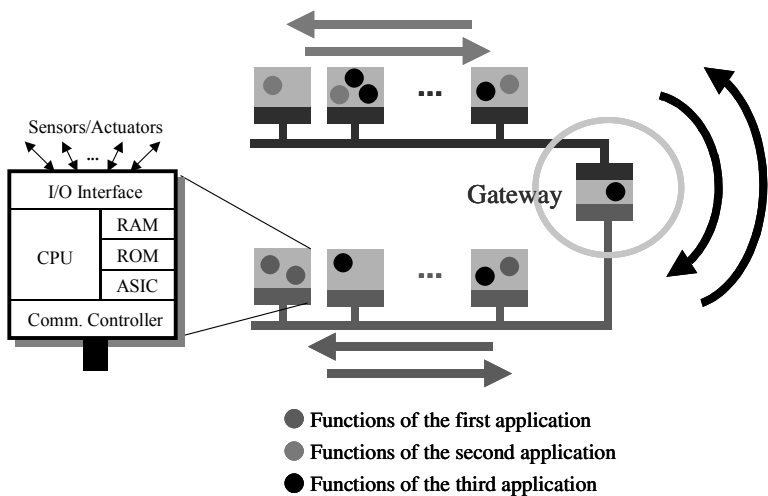 Sensors/Actuators
...
I/O Interface
CPU
RAM
ROM
ASIC
Comm. Controller
...
Gateway
...
Functions of the first application
Functions of the second application
Functions of the third application